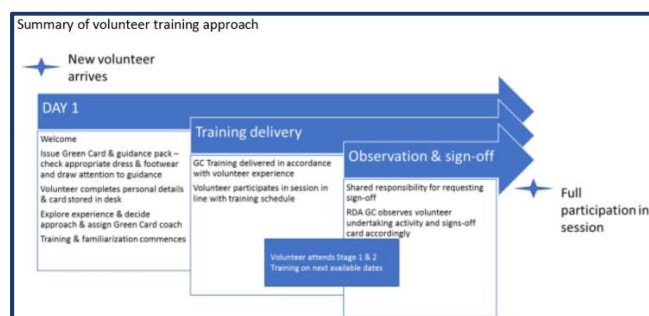 Summary of volunteer training approach
New volunteer
arrives
DAY 1
Welcome
Issue Green Card & guidance pack –
check appropriate dress & footwear
and draw attention to guidance
Volunteer completes personal details
& card stored in desk
Explore experience & decide
approach & assign Green Card coach
Training & familiarization commences
Training delivery
GC Training delivered in accordance
with volunteer experience
Volunteer participates in session in
line with training schedule
Observation & sign-off
Shared responsibility for requesting
sign-off
RDA GC observes volunteer
undertaking activity and signs-off
card accordingly
Volunteer attends Stage 1 & 2
Training on next available dates
Full
participation in
session